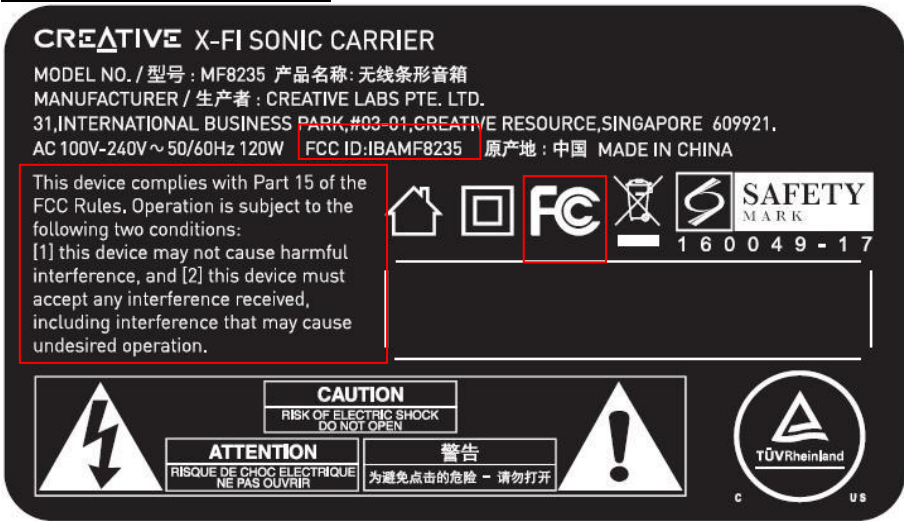 CREATIVE X-FI SONIC CARRIER
MODEL NO. / 型号 : MF8235 产品名称: 无线条形音箱
MANUFACTURER / 生产者 : CREATIVE LABS PTE. LTD.
31,INTERNATIONAL BUSINESS PARK,#03-01,CREATIVE RESOURCE,SINGAPORE 609921.
AC 100V-240V ~ 50/60Hz 120W FCC ID:IBAMF8235 原产地 : 中国 MADE IN CHINA
This device complies with Part 15 of the
FCC Rules. Operation is subject to the
following two conditions:
[1] this device may not cause harmful
interference, and [2] this device must
accept any interference received,
including interference that may cause
undesired operation.
FC
SAFETY
MARK
160049-17
CAUTION
RISK OF ELECTRIC SHOCK
DO NOT OPEN
ATTENTION
RISQUE DE CHOC ELECTRIQUE
NE PAS OUVRIR
警告
为避免点击的危险 - 请勿打开
TÜVRheinland
C US